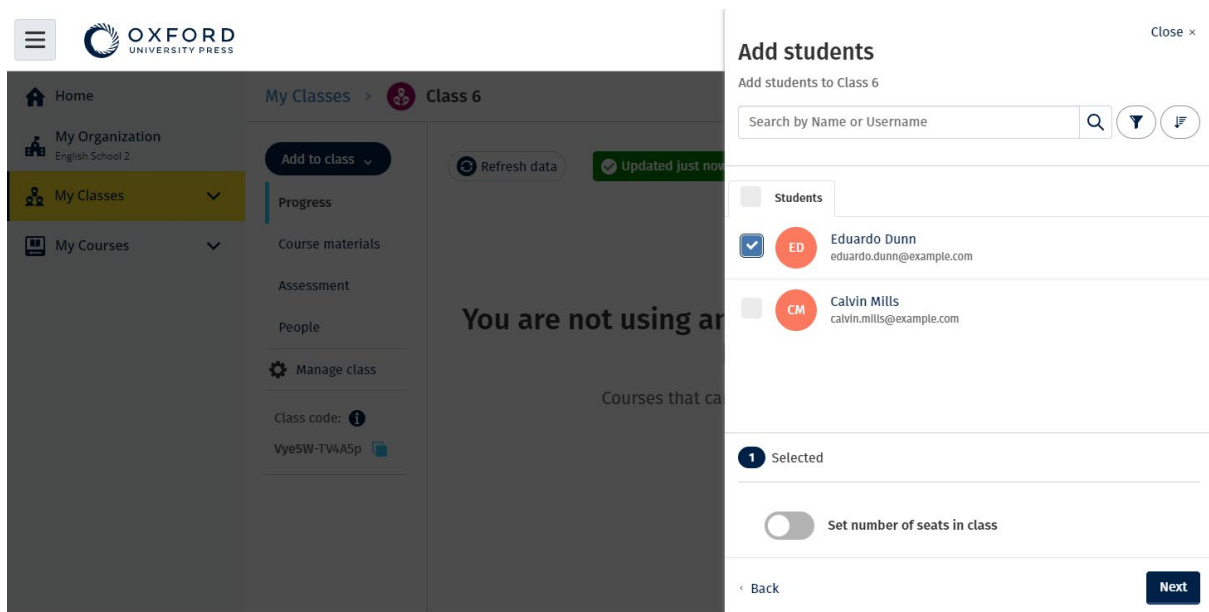 OXFORD
UNIVERSITY PRESS
Home
My Organization
English School 2
My Classes
My Courses
My Classes › Class 6
Add to class
Progress
Course materials
Assessment
People
Manage class
Class code:
Vye5W-TV4A5p
Refresh data
Updated just now
You are not using
Courses that
Close ×
Add students
Add students to Class 6
Search by Name or Username
Students
ED
Eduardo Dunn
eduardo.dunn@example.com
CM
Calvin Mills
calvin.mills@example.com
1 Selected
Set number of seats in class
‹ Back
Next